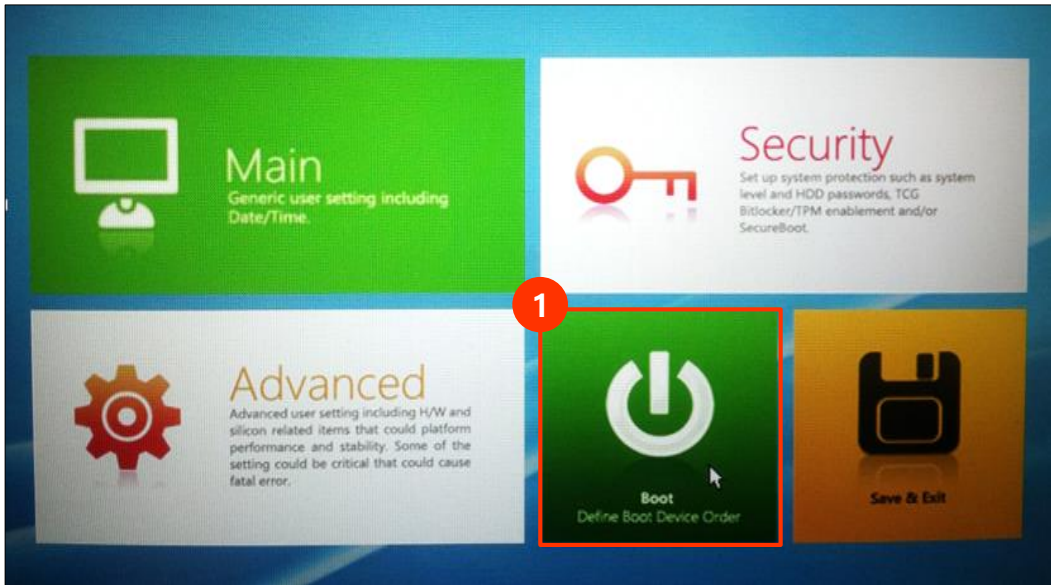 Main
Generic user setting including
Date/Time.
Security
Set up system protection such as system
level and HDD passwords, TCG
Bitlocker/TPM enablement and/or
SecureBoot.
1
Advanced
Advanced user setting including H/W and
silicon related items that could platform
performance and stability. Some of the
setting could be critical that could cause
fatal error.
Boot
Define Boot Device Order
Save & Exit